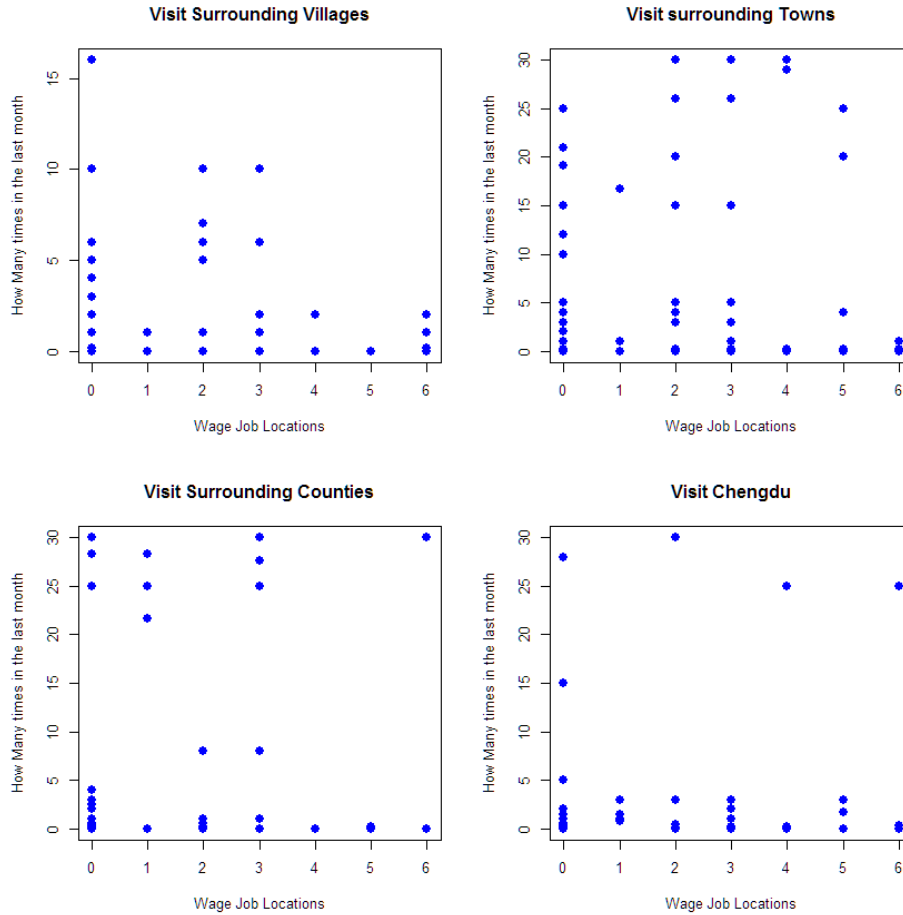 Visit Surrounding Villages
How Many times in the last month
15
10
5
0
0 1 2 3 4 5 6
Wage Job Locations
Visit surrounding Towns
How Many times in the last month
30
25
20
15
10
5
0
0 1 2 3 4 5 6
Wage Job Locations
Visit Surrounding Counties
How Many times in the last month
30
25
20
15
10
5
0
0 1 2 3 4 5 6
Wage Job Locations
Visit Chengdu
How Many times in the last month
30
25
20
15
10
5
0
0 1 2 3 4 5 6
Wage Job Locations